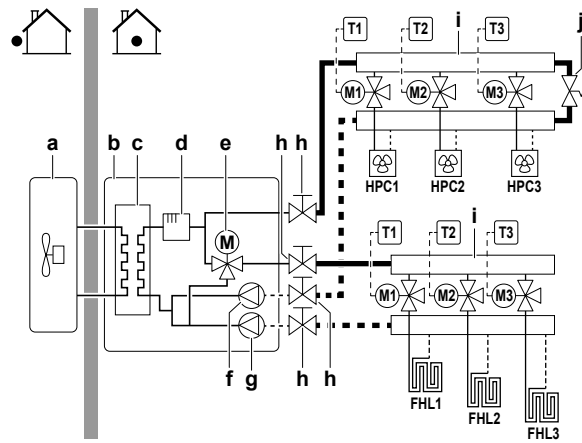 T1 T2 T3
i
j
M1 M2 M3
a b c d e h h
HPC1 HPC2 HPC3
M
i
T1 T2 T3
M1 M2 M3
f g h h
FHL1 FHL2 FHL3